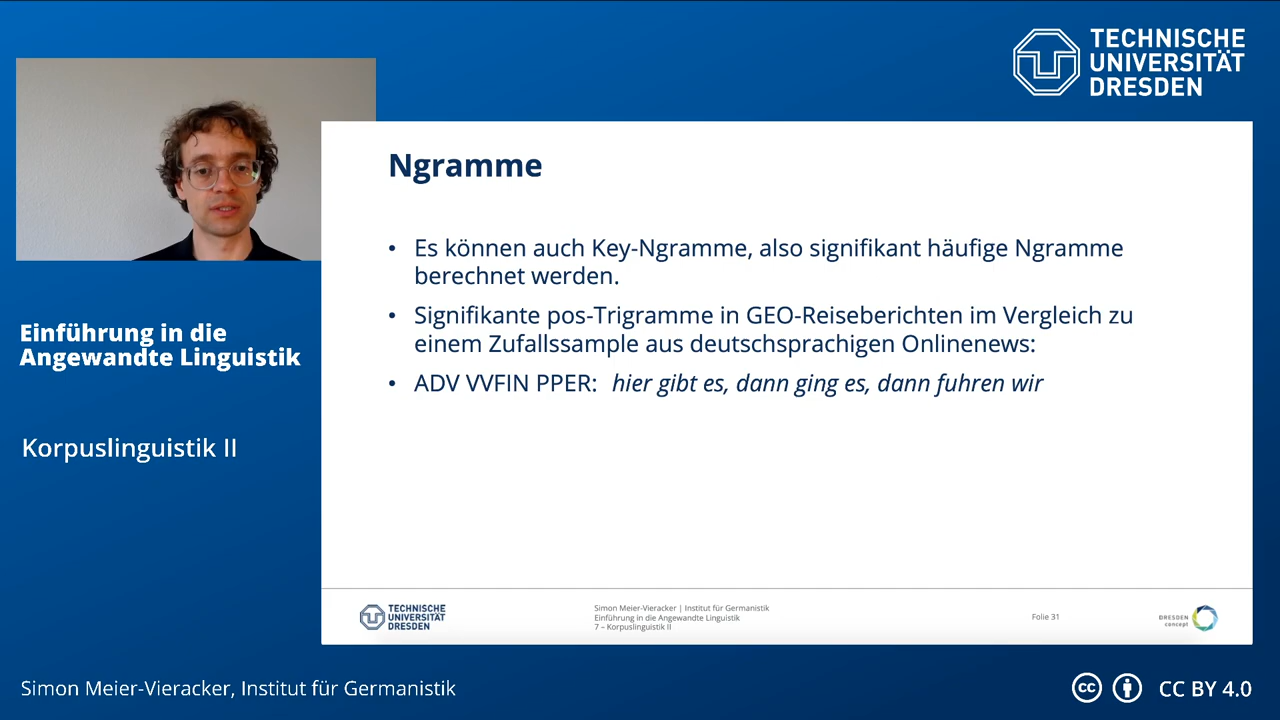 TECHNISCHE
UNIVERSITÄT
DRESDEN
Ngramme
• Es können auch Key-Ngramme, also signifikant häufige Ngramme
berechnet werden.
• Signifikante pos-Trigramme in GEO-Reiseberichten im Vergleich zu
einem Zufallssample aus deutschsprachigen Onlinenews:
• ADV VVFIN PPER: hier gibt es, dann ging es, dann fuhren wir
Einführung in die
Angewandte Linguistik
Korpuslinguistik II
TECHNISCHE
UNIVERSITÄT
DRESDEN
Simon Meier-Vieracker | Institut für Germanistik
Einführung in die Angewandte Linguistik
7 – Korpuslinguistik II
Folie 31
DRESDEN
concept
Simon Meier-Vieracker, Institut für Germanistik
cc
CC BY 4.0